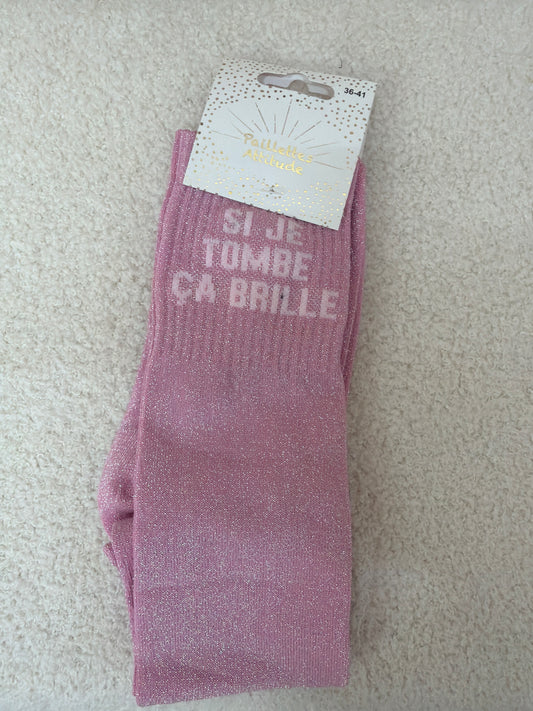 36-41
Paillettes
Attitude
SI JE
TOMBE
ÇA BRILLE